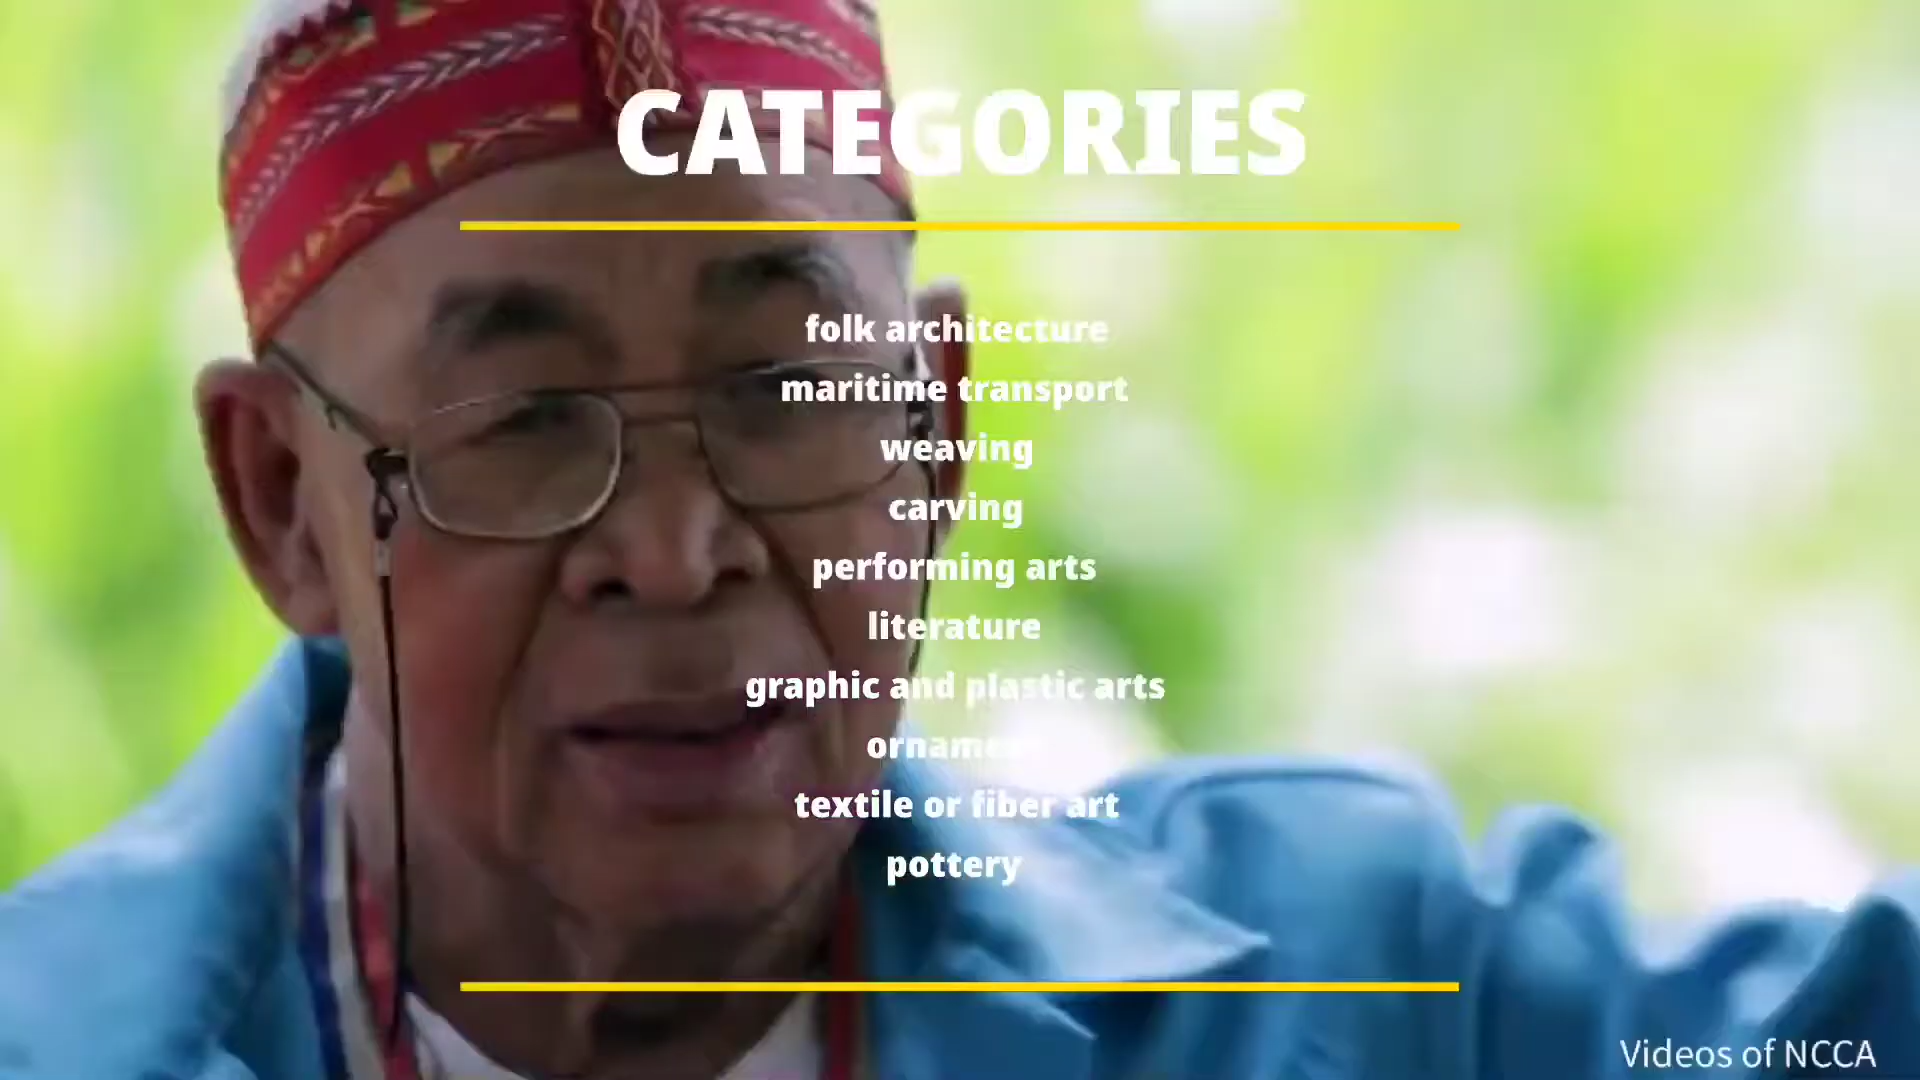 CATEGORIES
folk architecture
maritime transport
weaving
carving
performing arts
literature
graphic and plastic arts
textile or fiber art
pottery
Videos of NCCA